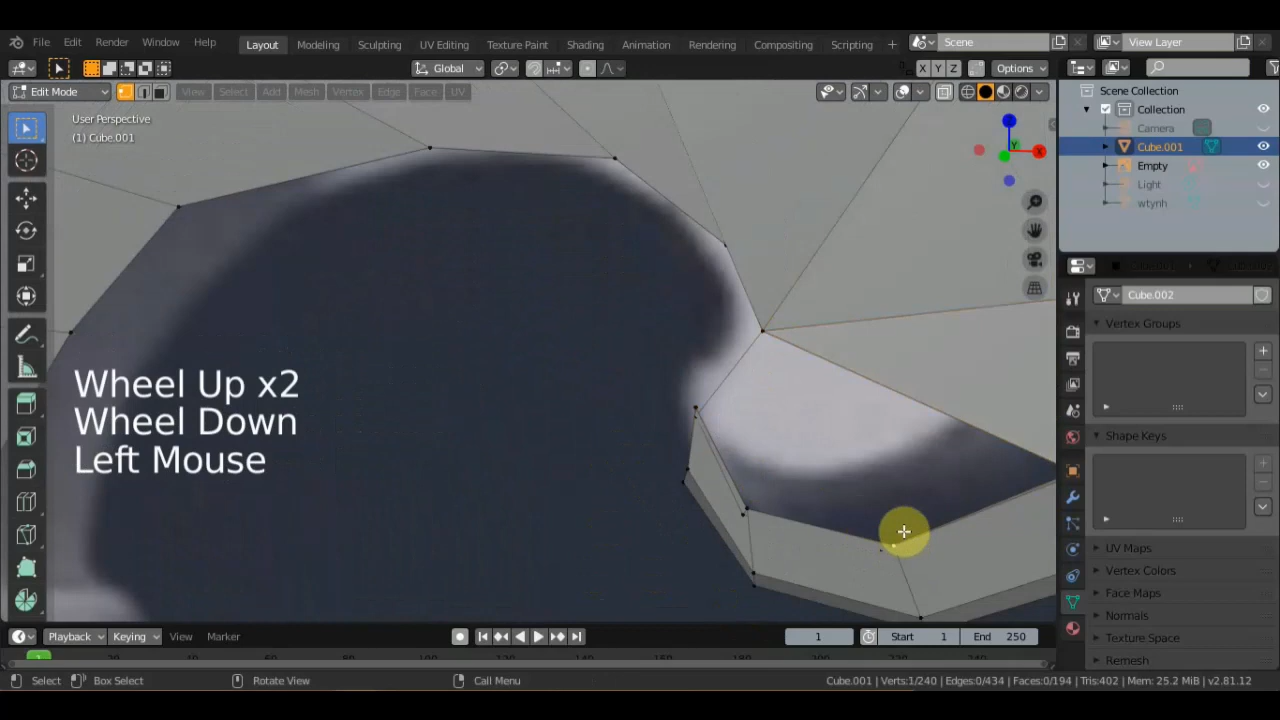 File Edit Render Window Help
Layout Modeling Sculpting UV Editing Texture Paint Shading Animation Rendering Compositing Scripting +
Scene View Layer
Global X Y Z Options
Edit Mode View Select Add Mesh Vertex Edge Face UV
User Perspective
(1) Cube.001
Z
Y
X
Scene Collection
Collection
Camera
Cube.001
Empty
Light
wtynh
Cube.002
Vertex Groups
Shape Keys
UV Maps
Vertex Colors
Face Maps
Normals
Texture Space
Remesh
Wheel Up x2
Wheel Down
Left Mouse
Playback Keying View Marker 1 Start 1 End 250
1
Select Box Select Rotate View Call Menu Cube.001 | Verts:1/240 | Edges:0/434 | Faces:0/194 | Tris:402 | Mem: 25.2 MiB | v2.81.12